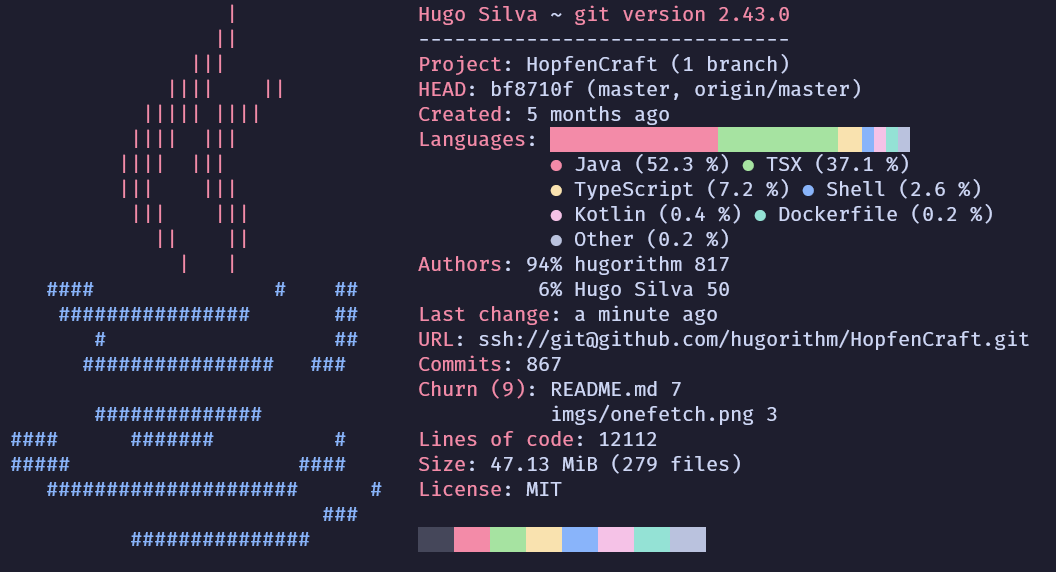 Hugo Silva ~ git version 2.43.0
-------------------------------
Project: HopfenCraft (1 branch)
HEAD: bf8710f (master, origin/master)
Created: 5 months ago
Languages:
● Java (52.3 %) ● TSX (37.1 %)
● TypeScript (7.2 %) ● Shell (2.6 %)
● Kotlin (0.4 %) ● Dockerfile (0.2 %)
● Other (0.2 %)
Authors: 94% hugorithm 817
6% Hugo Silva 50
Last change: a minute ago
URL: ssh://git@github.com/hugorithm/HopfenCraft.git
Commits: 867
Churn (9): README.md 7
imgs/onefetch.png 3
Lines of code: 12112
Size: 47.13 MiB (279 files)
License: MIT